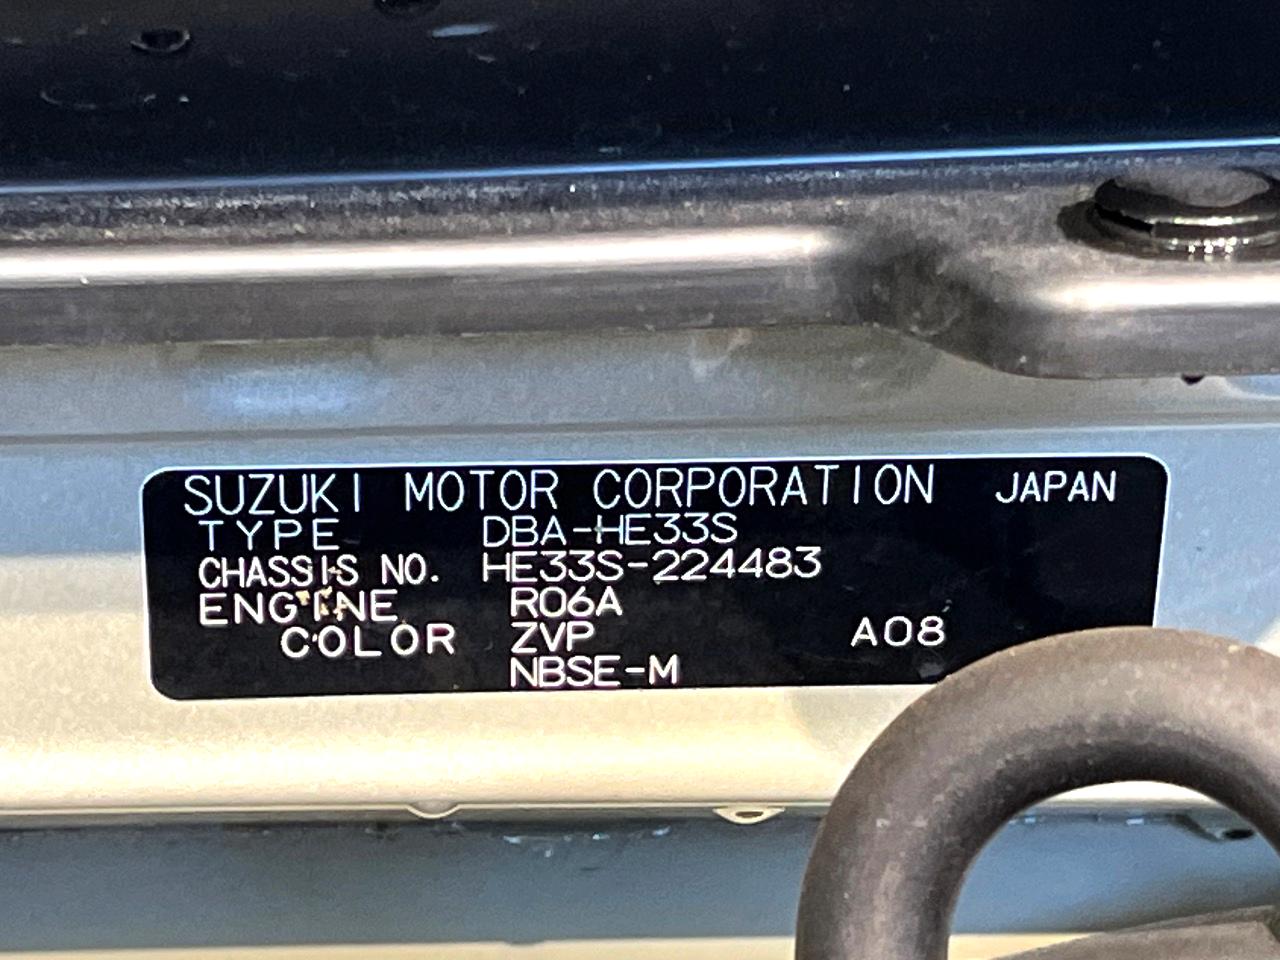 SUZUKI MOTOR CORPORATION JAPAN
TYPE DBA-HE33S
CHASSIS NO. HE33S-224483
ENGINE R06A
COLOR ZVP A08
NBSE-M